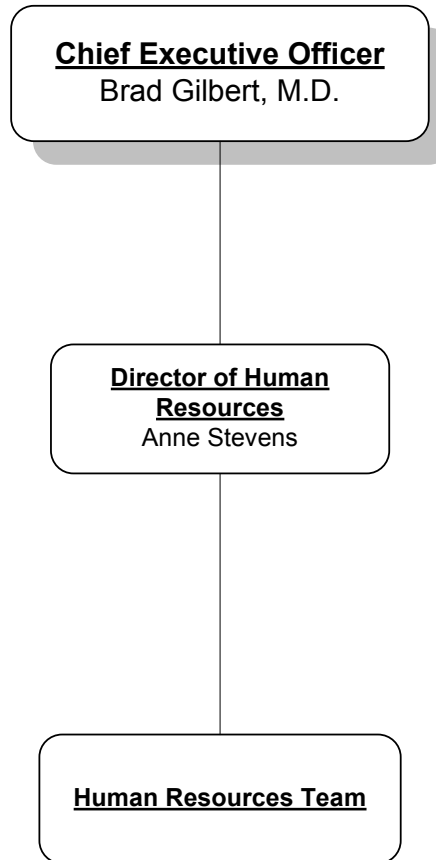 Chief Executive Officer
Brad Gilbert, M.D.
Director of Human
Resources
Anne Stevens
Human Resources Team